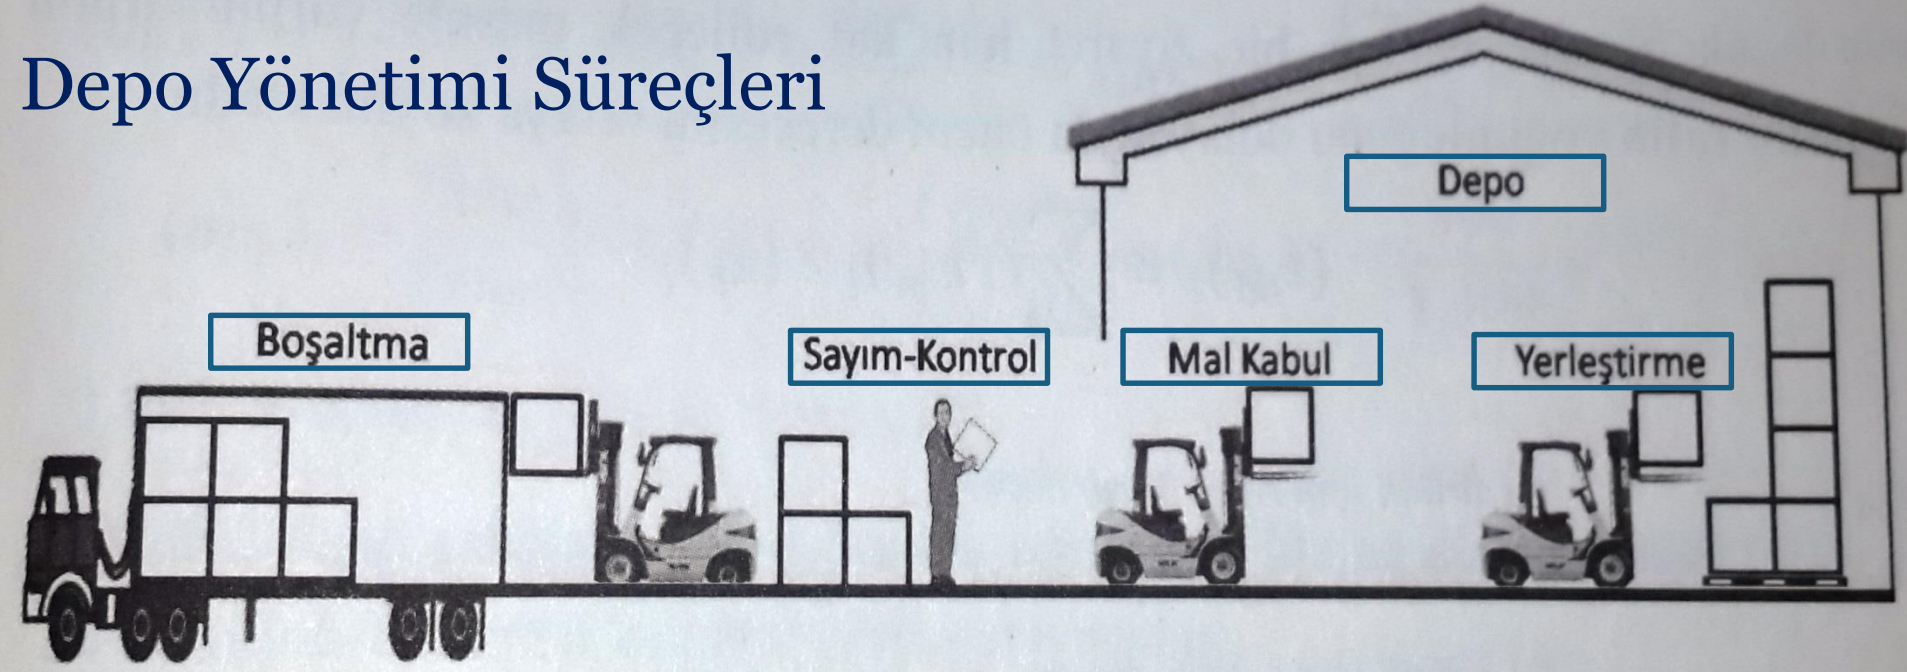 Depo Yönetimi Süreçleri
Depo
Boşaltma
Sayım-Kontrol
Mal Kabul
Yerleştirme